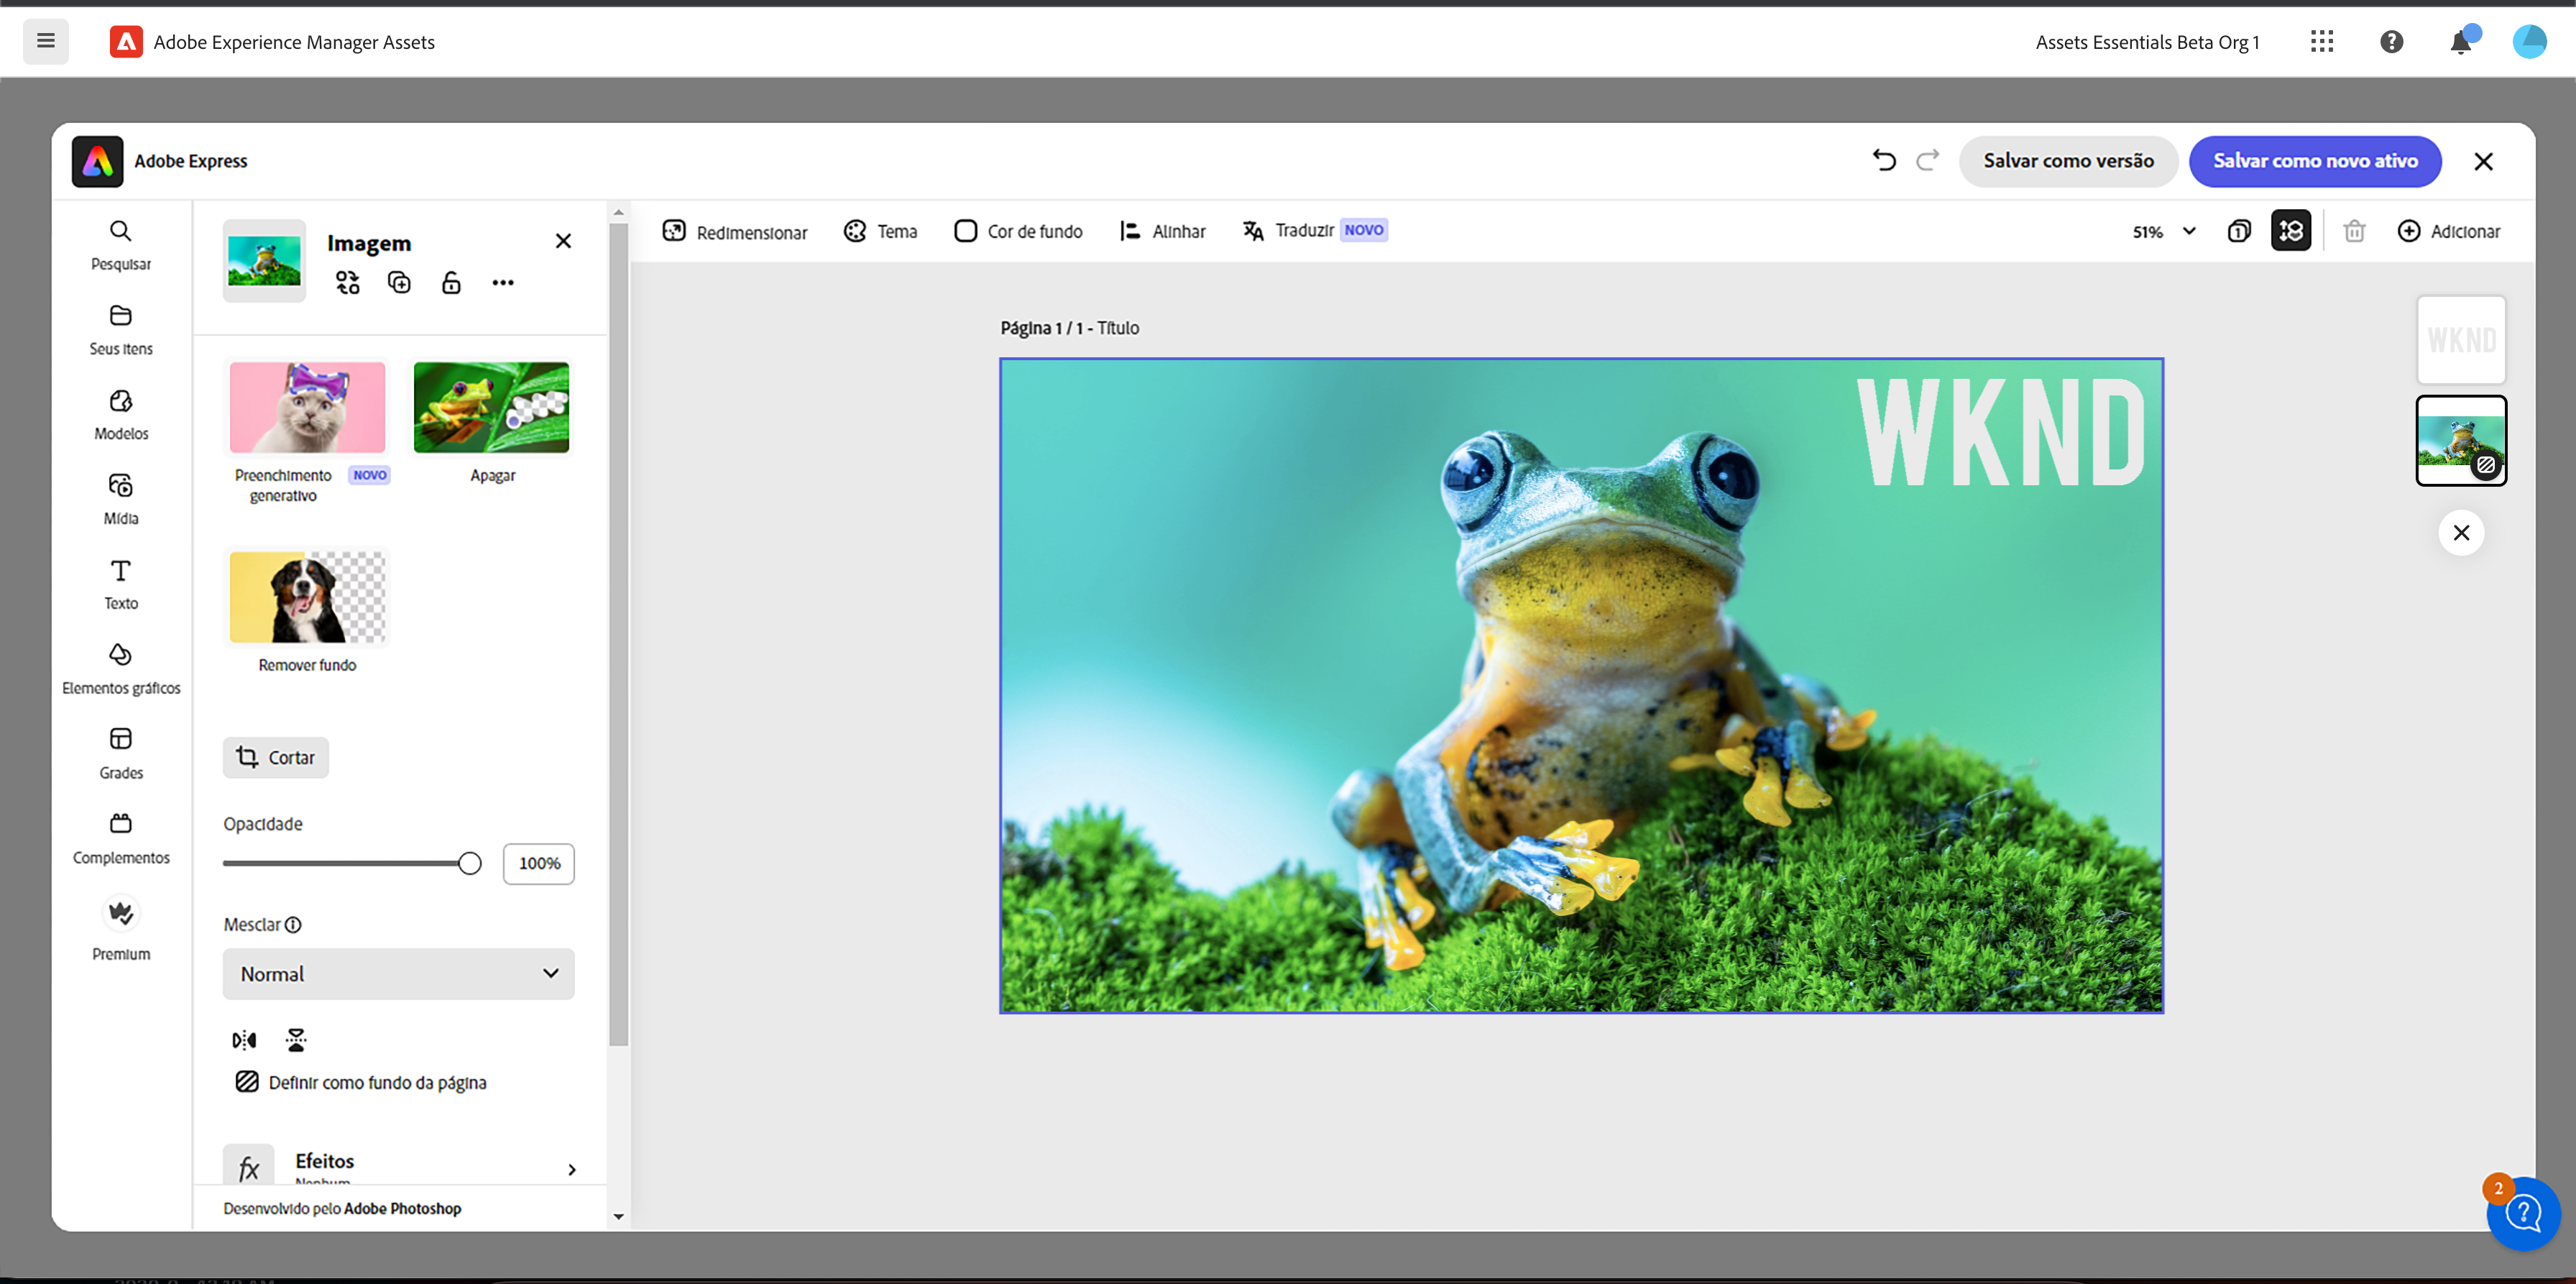 Adobe Experience Manager Assets
Assets Essentials Beta Org 1
Adobe Express
Salvar como versão
Salvar como novo ativo
Pesquisar
Seus itens
Modelos
Mídia
Texto
Elementos gráficos
Grades
Complementos
Premium
Imagem
Preenchimento generativo NOVO
Apagar
Remover fundo
Cortar
Opacidade
100%
Mesclar
Normal
Definir como fundo da página
fx
Efeitos
Nenhum
Desenvolvido pelo Adobe Photoshop
Redimensionar
Tema
Cor de fundo
Alinhar
Traduzir NOVO
51%
1
Adicionar
Página 1 / 1 - Título
WKND
WKND
2